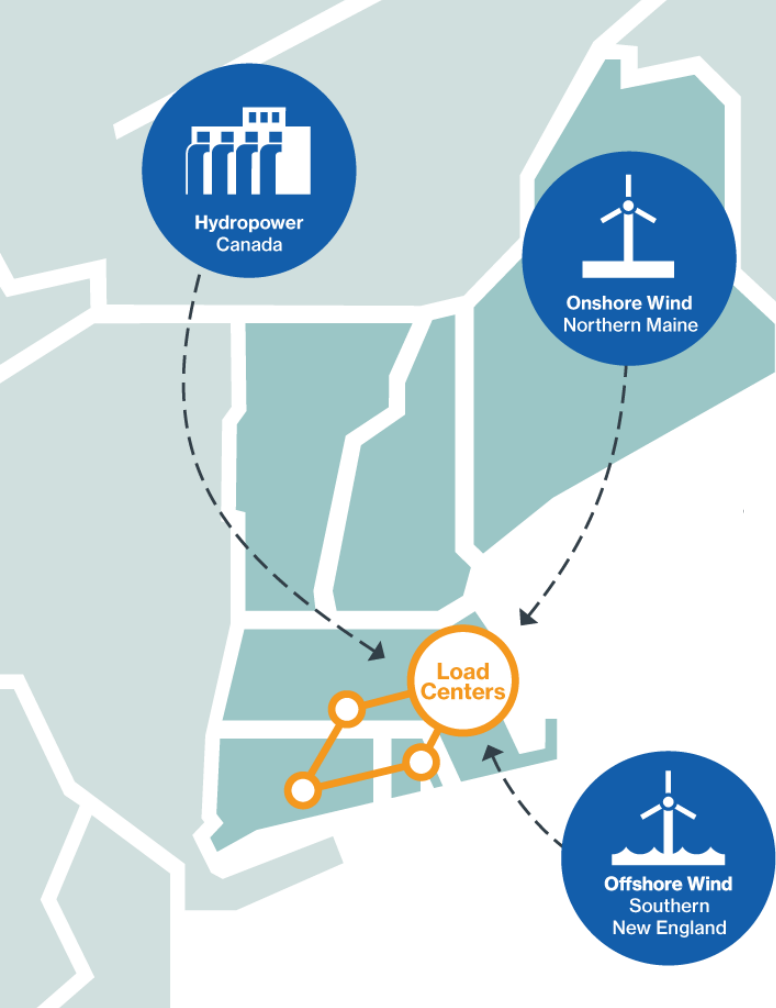 Hydropower
Canada
Onshore Wind
Northern Maine
Load
Centers
Offshore Wind
Southern
New England